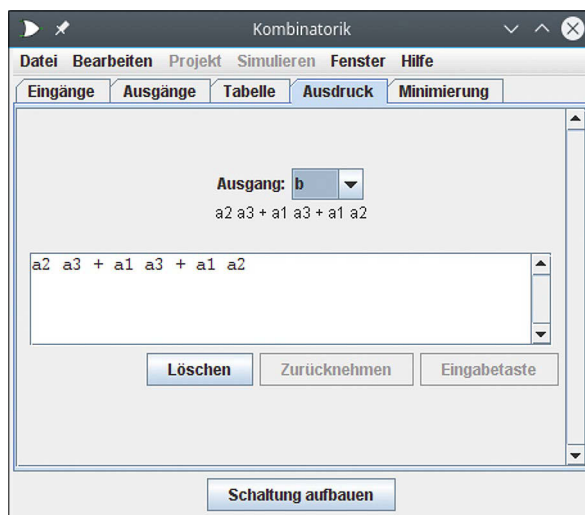 Kombinatorik
Datei Bearbeiten Projekt Simulieren Fenster Hilfe
Eingänge Ausgänge Tabelle Ausdruck Minimierung
Ausgang: b
a2 a3 + a1 a3 + a1 a2
a2 a3 + a1 a3 + a1 a2
Löschen Zurücknehmen Eingabetaste
Schaltung aufbauen